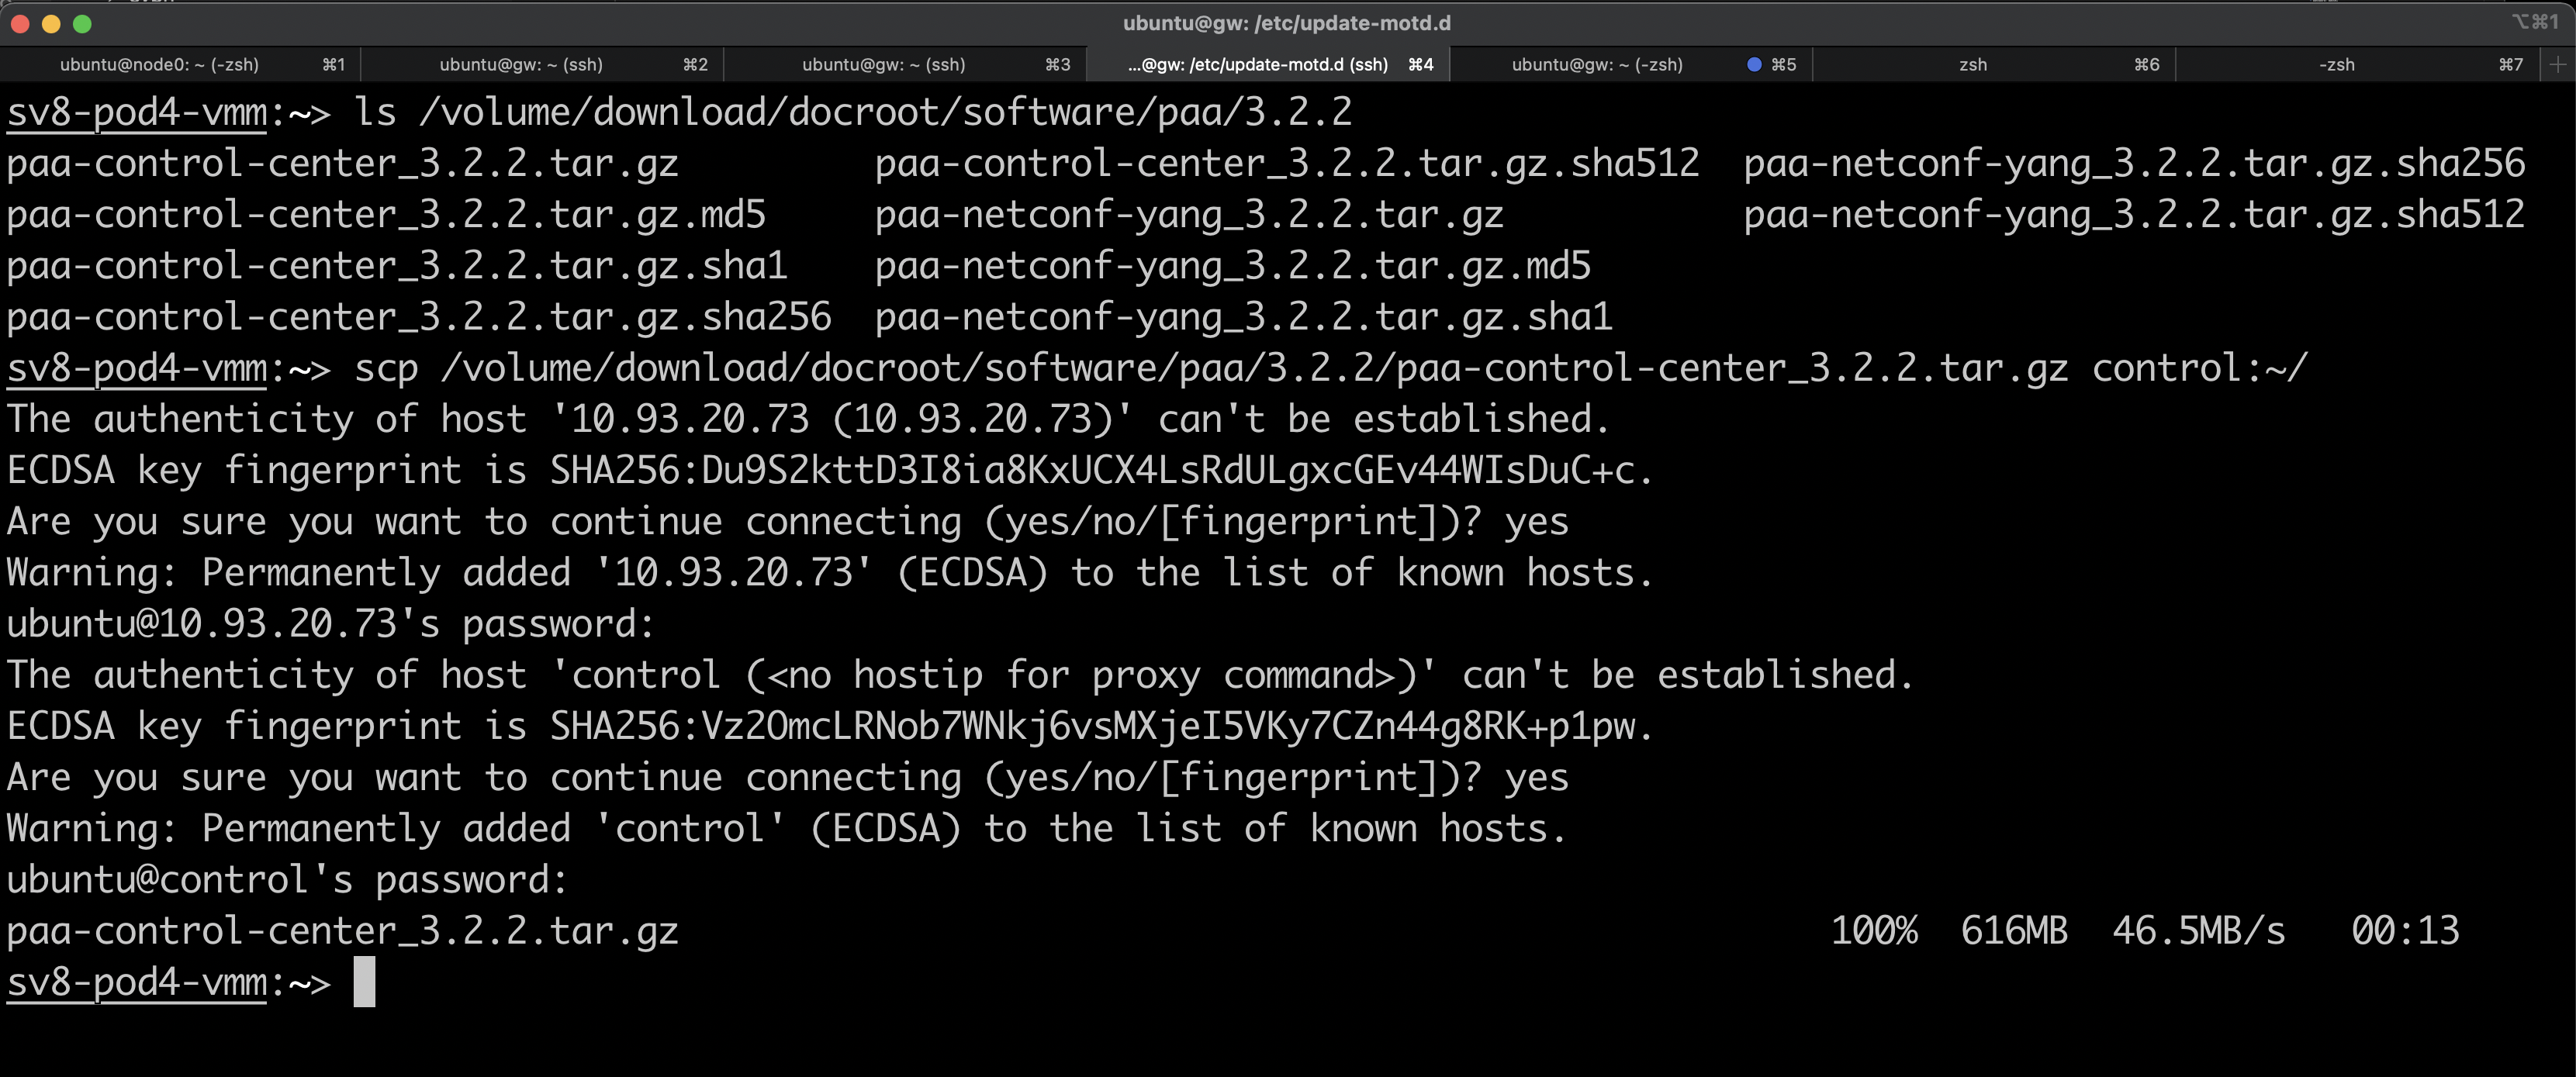 ubuntu@gw: /etc/update-motd.d
⌥⌘1
ubuntu@node0: ~ (-zsh) ⌘1 ubuntu@gw: ~ (ssh) ⌘2 ubuntu@gw: ~ (ssh) ⌘3 ...@gw: /etc/update-motd.d (ssh) ⌘4 ubuntu@gw: ~ (-zsh) ⌘5 zsh ⌘6 -zsh ⌘7
sv8-pod4-vmm:~> ls /volume/download/docroot/software/paa/3.2.2
paa-control-center_3.2.2.tar.gz paa-control-center_3.2.2.tar.gz.sha512 paa-netconf-yang_3.2.2.tar.gz.sha256
paa-control-center_3.2.2.tar.gz.md5 paa-netconf-yang_3.2.2.tar.gz paa-netconf-yang_3.2.2.tar.gz.sha512
paa-control-center_3.2.2.tar.gz.sha1 paa-netconf-yang_3.2.2.tar.gz.md5
paa-control-center_3.2.2.tar.gz.sha256 paa-netconf-yang_3.2.2.tar.gz.sha1
sv8-pod4-vmm:~> scp /volume/download/docroot/software/paa/3.2.2/paa-control-center_3.2.2.tar.gz control:~/
The authenticity of host '10.93.20.73 (10.93.20.73)' can't be established.
ECDSA key fingerprint is SHA256:Du9S2kttD3I8ia8KxUCX4LsRdULgxcGEv44WIsDuC+c.
Are you sure you want to continue connecting (yes/no/[fingerprint])? yes
Warning: Permanently added '10.93.20.73' (ECDSA) to the list of known hosts.
ubuntu@10.93.20.73's password:
The authenticity of host 'control (<no hostip for proxy command>)' can't be established.
ECDSA key fingerprint is SHA256:Vz2OmcLRNob7WNkj6vsMXjeI5VKy7CZn44g8RK+p1pw.
Are you sure you want to continue connecting (yes/no/[fingerprint])? yes
Warning: Permanently added 'control' (ECDSA) to the list of known hosts.
ubuntu@control's password:
paa-control-center_3.2.2.tar.gz 100% 616MB 46.5MB/s 00:13
sv8-pod4-vmm:~>